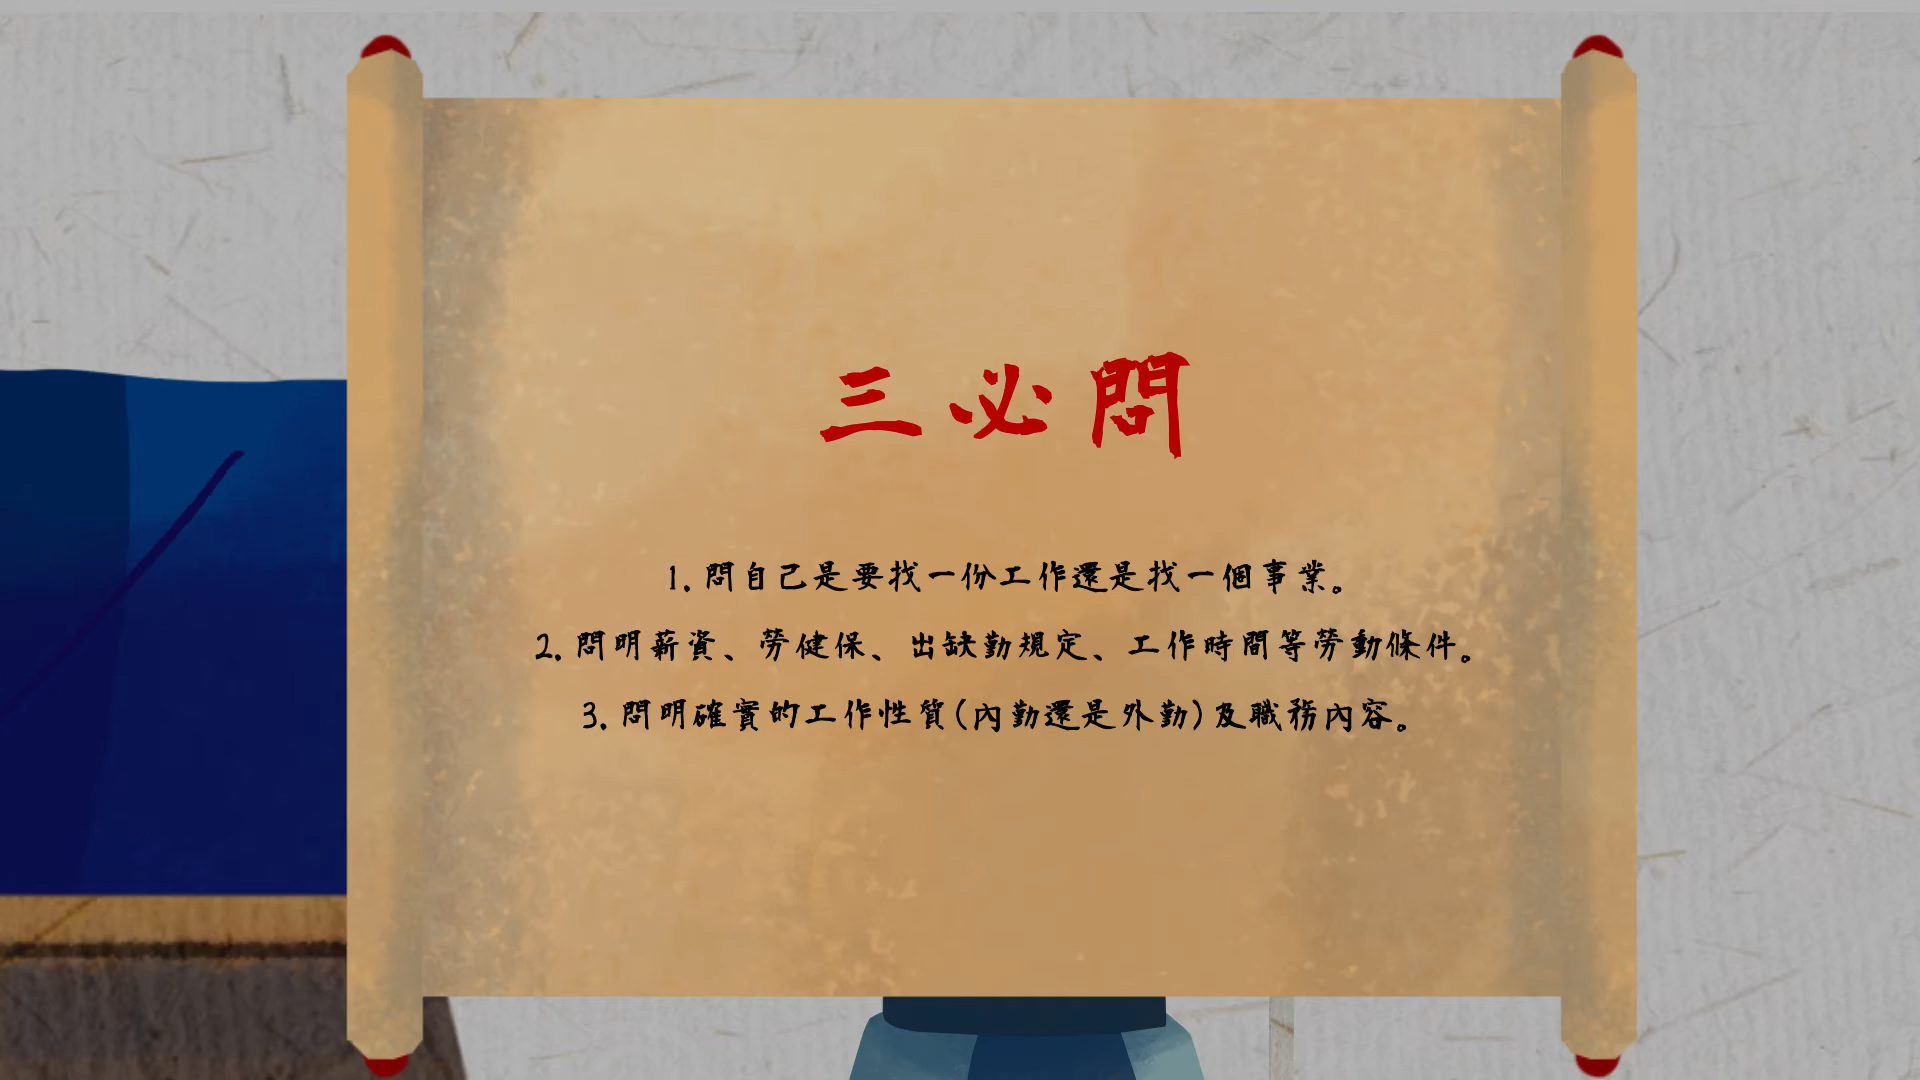 三必問
1. 問自己是要找一份工作還是找一個事業。
2. 問明薪資、勞健保、出缺勤規定、工作時間等勞動條件。
3. 問明確實的工作性質(內勤還是外勤)及職務內容。